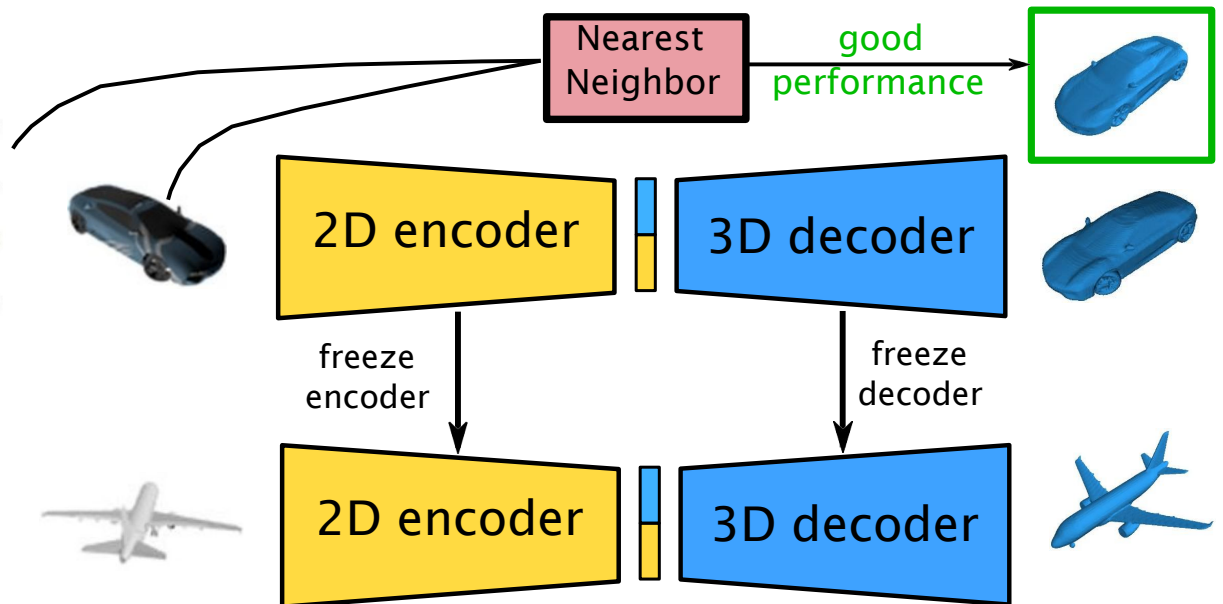 Nearest
Neighbor
good
performance
2D encoder
3D decoder
freeze
encoder
freeze
decoder
2D encoder
3D decoder